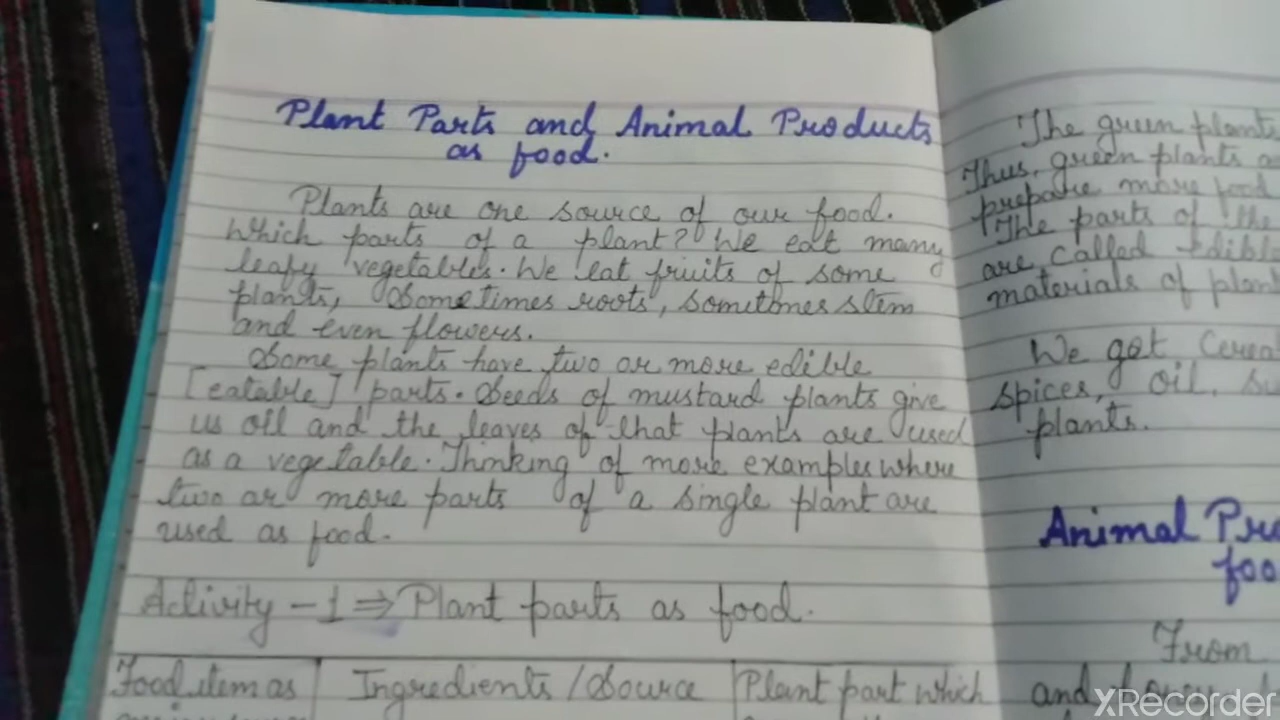 Plant Parts and Animal Products
as food.
Plants are one source of our food.
Which parts of a plant? We eat many
leafy vegetables. We eat fruits of some
plants, Sometimes roots, sometimes stem
and even flowers.
Some plants have two or more edible
[eatable] parts. Seeds of mustard plants give
us oil and the leaves of that plants are used
as a vegetable. Thinking of more examples where
two or more parts of a single plant are
used as food.
Activity - 1 ⇒ Plant parts as food.
Food item as
Ingredients / Source
Plant part which
The green plants
Thus, green plants
prepare more food
The parts of the
are called
materials of
We get
spices, oil,
plants.
Animal
From
and
XRecorder